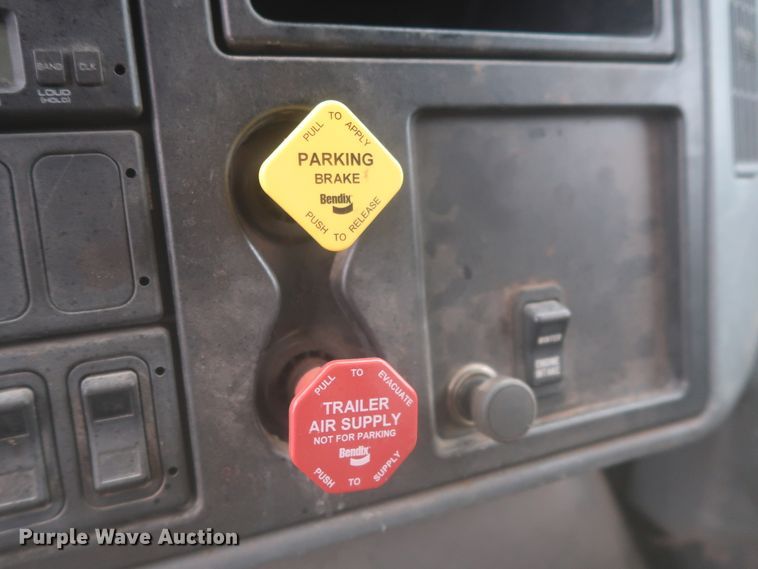 BAND CLK
LOUD
(HOLD)
PULL TO APPLY
PARKING
BRAKE
Bendix
PUSH TO RELEASE
PULL TO EVACUATE
TRAILER
AIR SUPPLY
NOT FOR PARKING
Bendix
PUSH TO SUPPLY
ENGINE
Purple Wave Auction